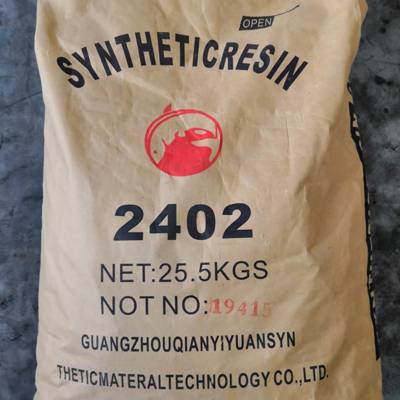 OPEN
SYNTHETICRESIN
2402
NET:25.5KGS
NOT NO:19415
GUANGZHOUQIANYIYUANSYN
THETICMATERALTECHNOLOGY CO.,LTD.